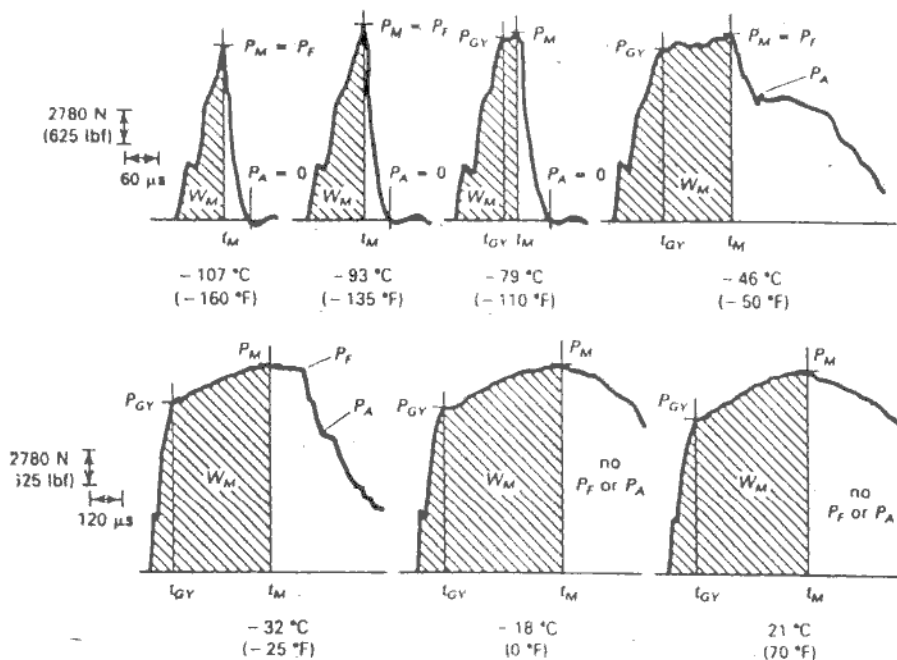 P_M = P_F
P_M = P_F
P_GY
P_M
P_GY
P_M = P_F
P_A
2780 N
(625 lbf)
60 μs
P_A = 0
P_A = 0
P_A = 0
W_M
W_M
W_M
t_M
t_M
t_GY t_M
t_GY
t_M
– 107 °C
(– 160 °F)
– 93 °C
(– 135 °F)
– 79 °C
(– 110 °F)
– 46 °C
(– 50 °F)
P_M
P_F
P_GY
P_A
P_M
P_GY
P_M
P_GY
2780 N
625 lbf)
120 μs
W_M
W_M
no
P_F or P_A
W_M
no
P_F or P_A
t_GY
t_M
t_GY
t_M
t_GY
t_M
– 32 °C
(– 25 °F)
– 18 °C
(0 °F)
21 °C
(70 °F)